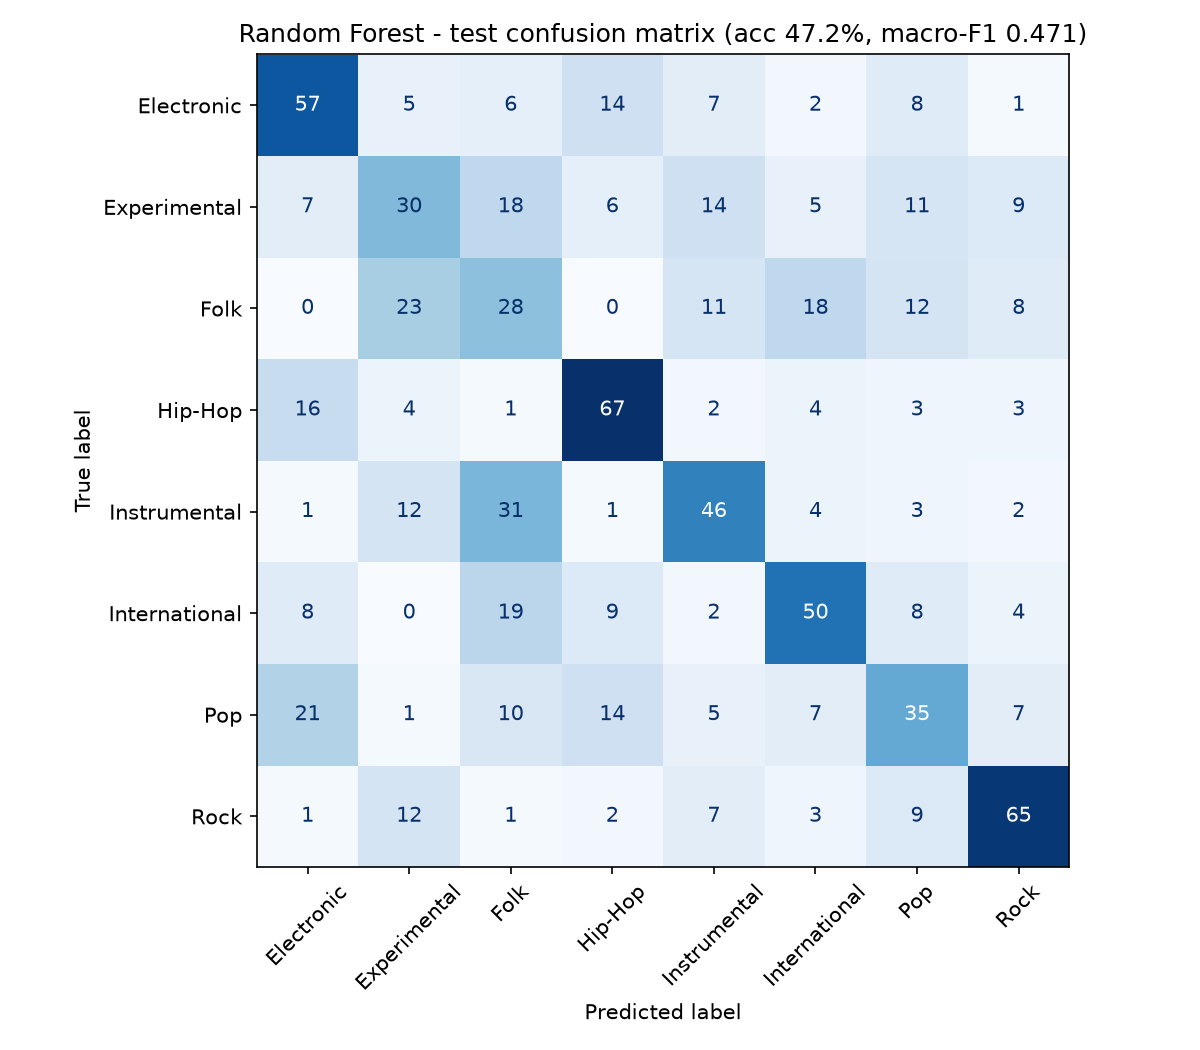 Random Forest - test confusion matrix (acc 47.2%, macro-F1 0.471)
Electronic 57 5 6 14 7 2 8 1
Experimental 7 30 18 6 14 5 11 9
Folk 0 23 28 0 11 18 12 8
Hip-Hop 16 4 1 67 2 4 3 3
Instrumental 1 12 31 1 46 4 3 2
International 8 0 19 9 2 50 8 4
Pop 21 1 10 14 5 7 35 7
Rock 1 12 1 2 7 3 9 65
True label
Electronic Experimental Folk Hip-Hop Instrumental International Pop Rock
Predicted label